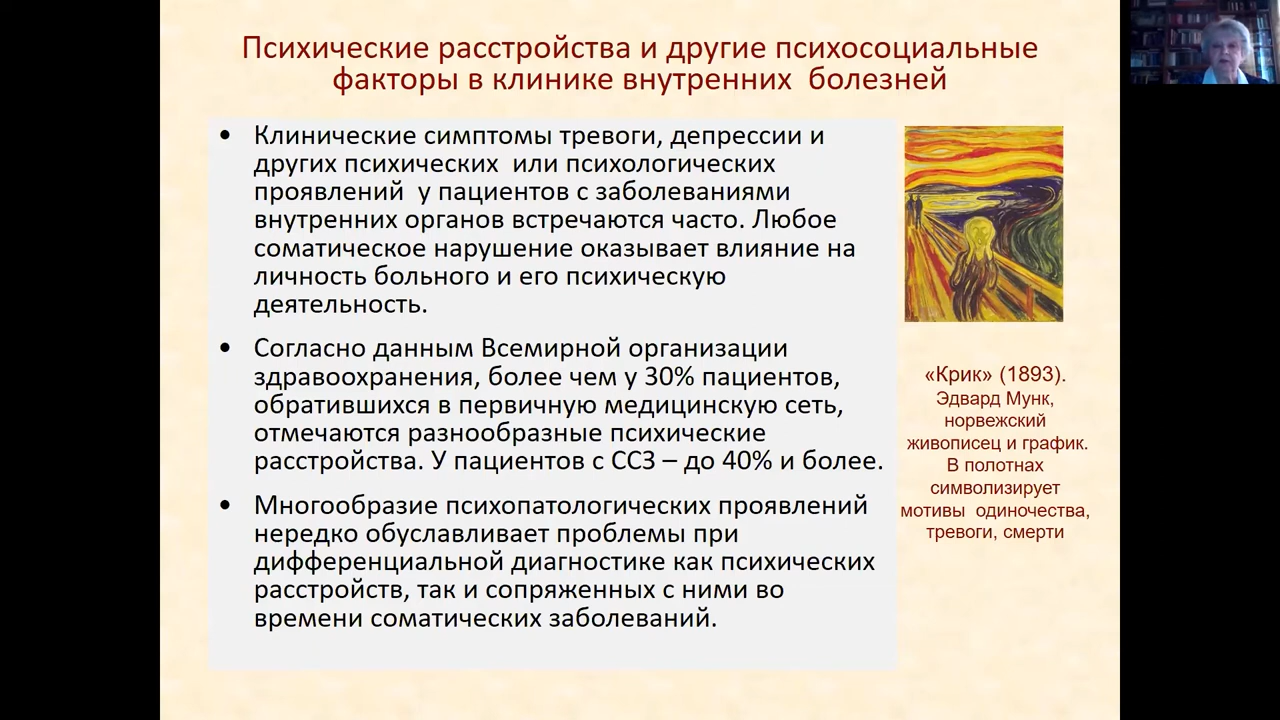 Психические расстройства и другие психосоциальные
факторы в клинике внутренних болезней
• Клинические симптомы тревоги, депрессии и
других психических или психологических
проявлений у пациентов с заболеваниями
внутренних органов встречаются часто. Любое
соматическое нарушение оказывает влияние на
личность больного и его психическую
деятельность.
• Согласно данным Всемирной организации
здравоохранения, более чем у 30% пациентов,
обратившихся в первичную медицинскую сеть,
отмечаются разнообразные психические
расстройства. У пациентов с ССЗ – до 40% и более.
• Многообразие психопатологических проявлений
нередко обуславливает проблемы при
дифференциальной диагностике как психических
расстройств, так и сопряженных с ними во
времени соматических заболеваний.
«Крик» (1893).
Эдвард Мунк,
норвежский
живописец и график.
В полотнах
символизирует
мотивы одиночества,
тревоги, смерти